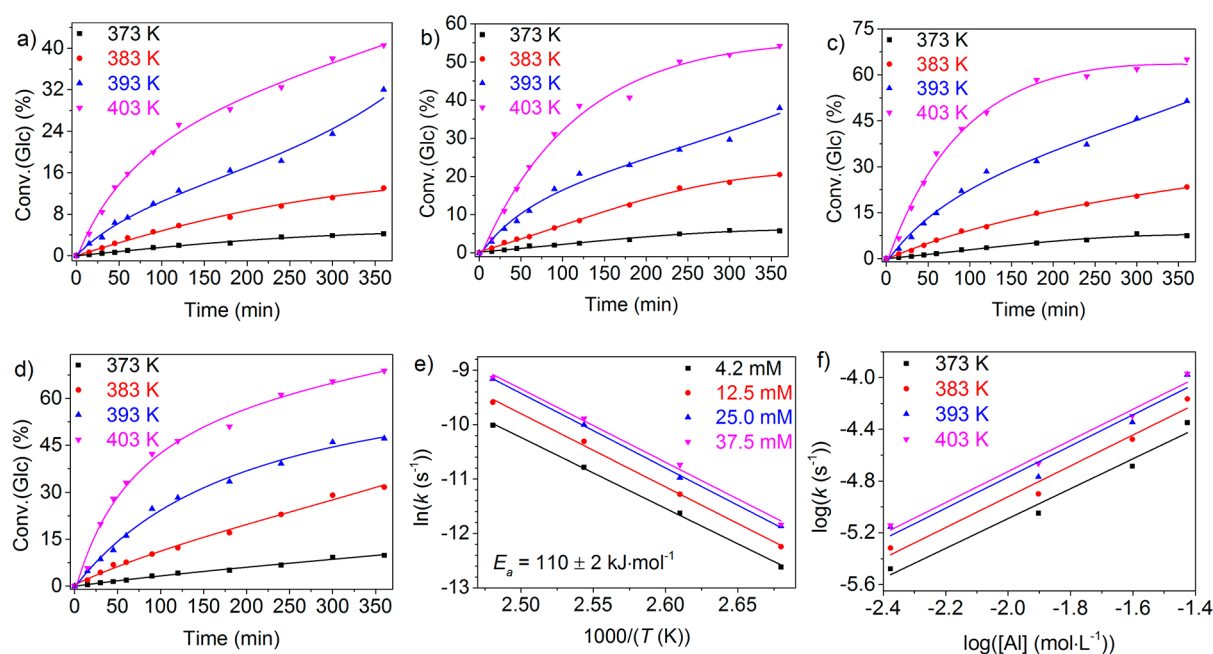 a)
373 K
383 K
393 K
403 K
Conv.(Glc) (%)
40
32
24
16
8
0
0 50 100 150 200 250 300 350
Time (min)
b)
373 K
383 K
393 K
403 K
Conv.(Glc) (%)
60
50
40
30
20
10
0
0 50 100 150 200 250 300 350
Time (min)
c)
373 K
383 K
393 K
403 K
Conv.(Glc) (%)
75
60
45
30
15
0
0 50 100 150 200 250 300 350
Time (min)
d)
373 K
383 K
393 K
403 K
Conv.(Glc) (%)
60
45
30
15
0
0 50 100 150 200 250 300 350
Time (min)
e)
4.2 mM
12.5 mM
25.0 mM
37.5 mM
ln(k (s⁻¹))
-9
-10
-11
-12
-13
Eₐ = 110 ± 2 kJ·mol⁻¹
2.50 2.55 2.60 2.65
1000/(T (K))
f)
373 K
383 K
393 K
403 K
log(k (s⁻¹))
-4.0
-4.4
-4.8
-5.2
-5.6
-2.4 -2.2 -2.0 -1.8 -1.6 -1.4
log([Al] (mol·L⁻¹))